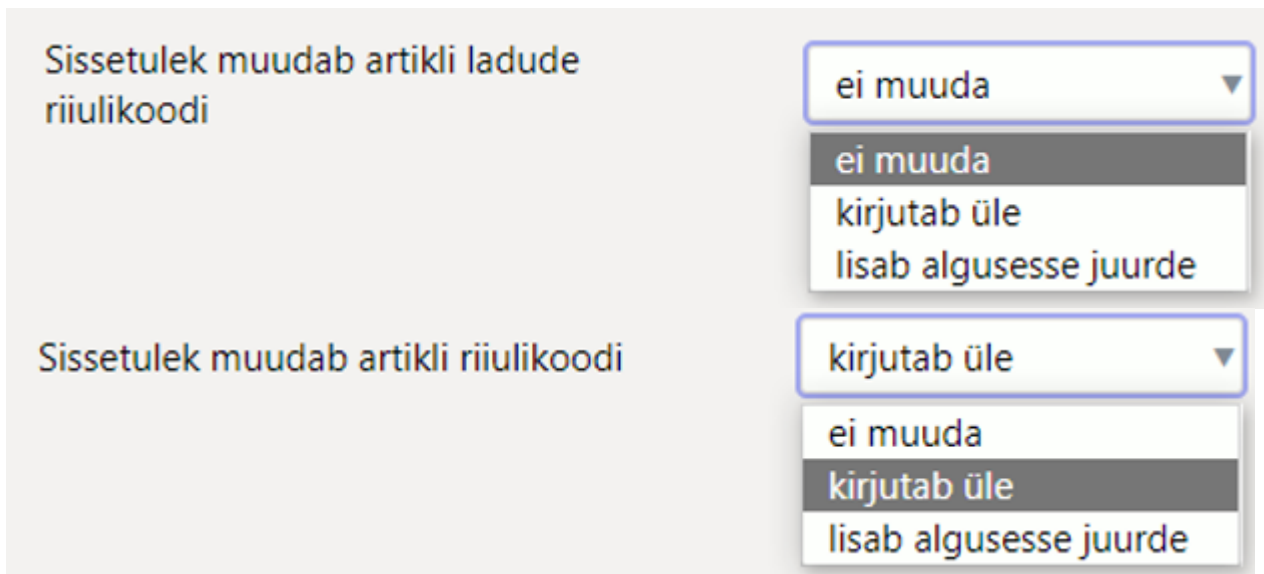 Sissetulek muudab artikli ladude
riiulikoodi
ei muuda
ei muuda
kirjutab üle
lisab algusesse juurde
Sissetulek muudab artikli riiulikoodi
kirjutab üle
ei muuda
kirjutab üle
lisab algusesse juurde